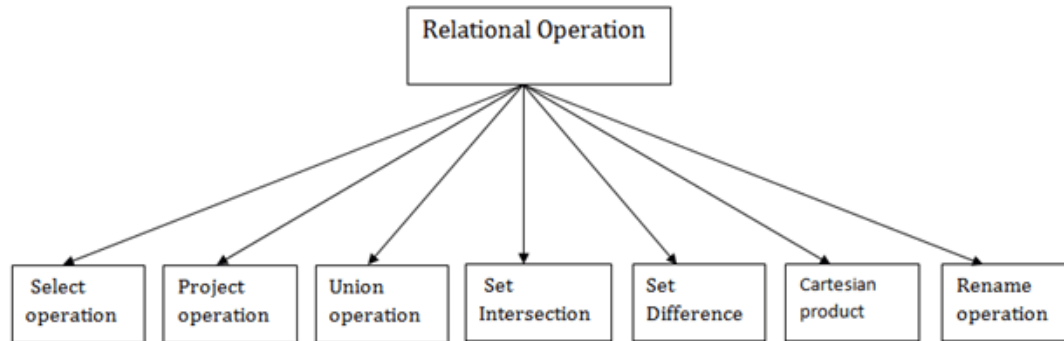 Relational Operation
Select
operation
Project
operation
Union
operation
Set
Intersection
Set
Difference
Cartesian
product
Rename
operation